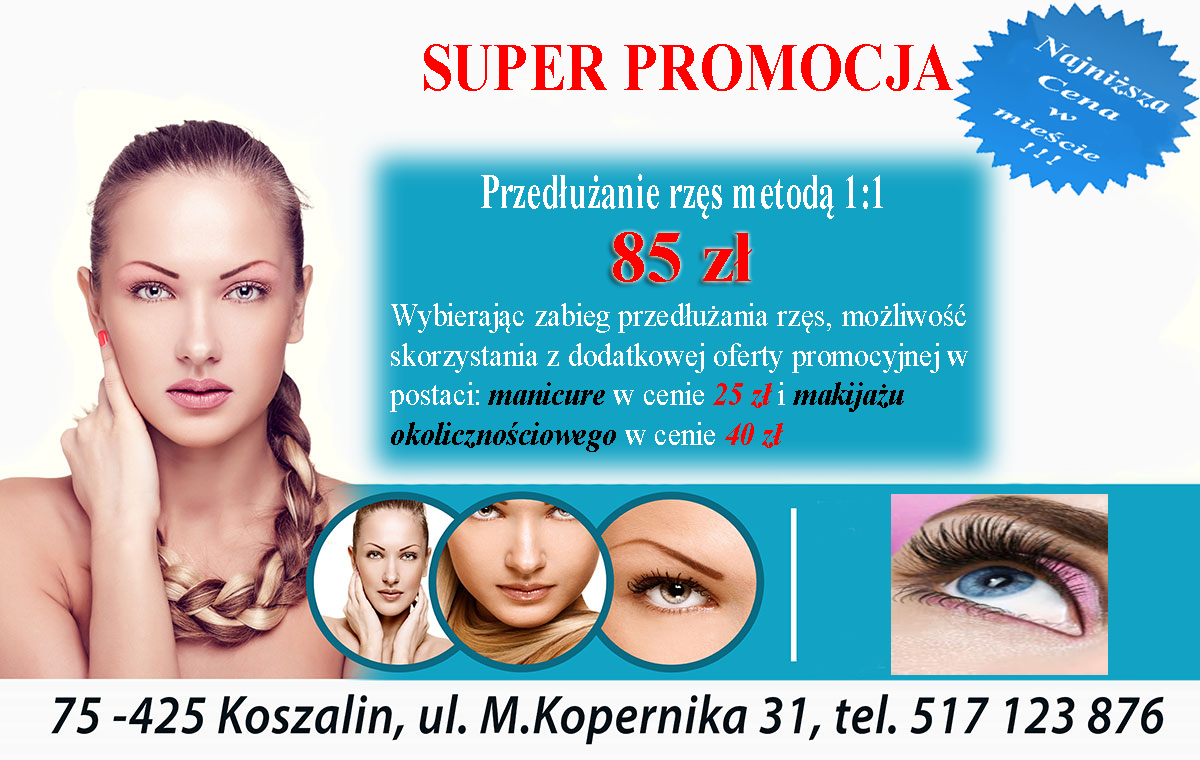 SUPER PROMOCJA
Najniższa
Cena
w
mieście
!!!
Przedłużanie rzęs metodą 1:1
85 zł
Wybierając zabieg przedłużania rzęs, możliwość
skorzystania z dodatkowej oferty promocyjnej w
postaci: manicure w cenie 25 zł i makijażu
okolicznościowego w cenie 40 zł
75 -425 Koszalin, ul. M.Kopernika 31, tel. 517 123 876